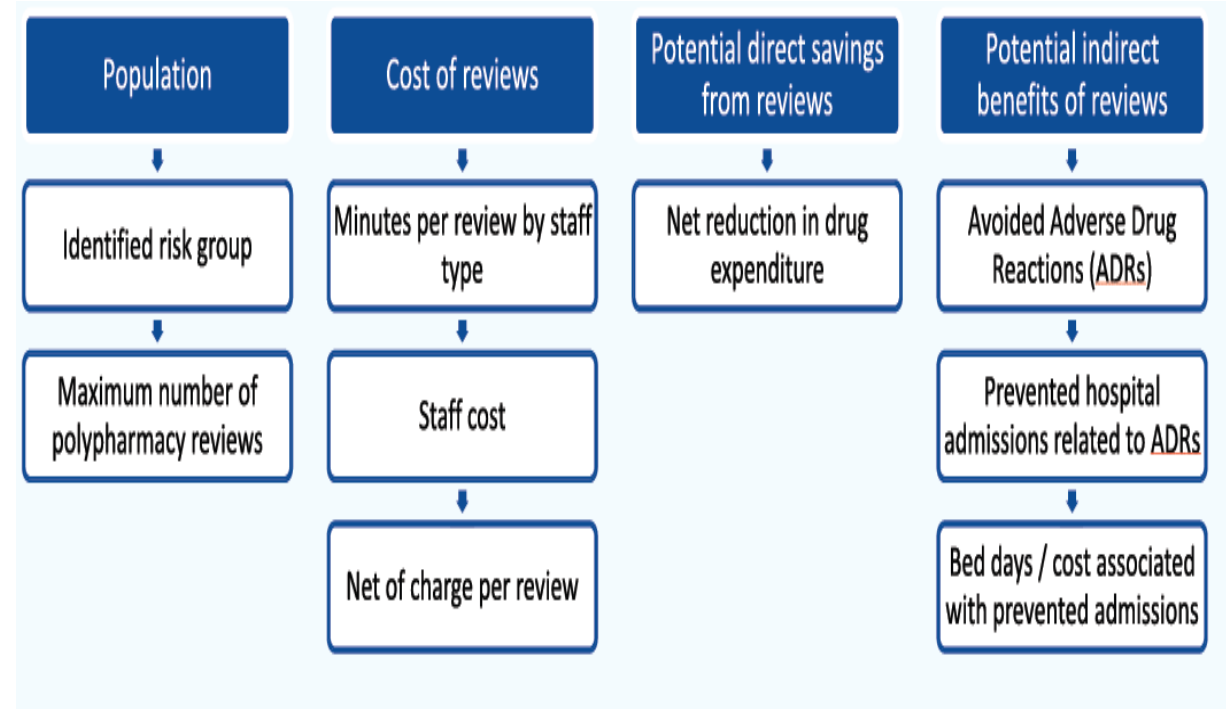 Population
Identified risk group
Maximum number of
polypharmacy reviews
Cost of reviews
Minutes per review by staff
type
Staff cost
Net of charge per review
Potential direct savings
from reviews
Net reduction in drug
expenditure
Potential indirect
benefits of reviews
Avoided Adverse Drug
Reactions (ADRs)
Prevented hospital
admissions related to ADRs
Bed days / cost associated
with prevented admissions